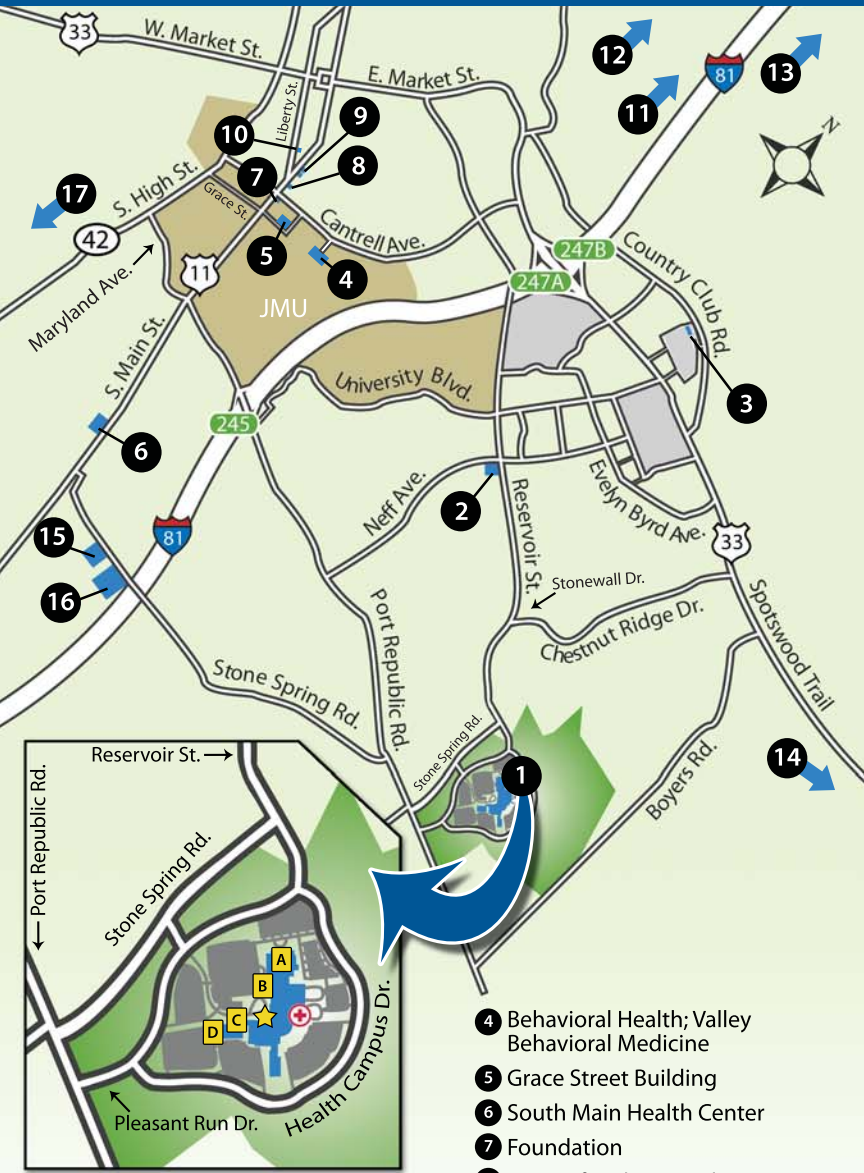 33
W. Market St.
E. Market St.
12
11
81
13
N
Liberty St.
10
9
8
7
17
S. High St.
Grace St.
42
5
Cantrell Ave.
4
247B
247A
Country Club Rd.
Maryland Ave.
11
JMU
S. Main St.
University Blvd.
3
245
6
Neff Ave.
2
Evelyn Byrd Ave.
Reservoir St.
33
15
81
16
Stonewall Dr.
Chestnut Ridge Dr.
Port Republic Rd.
Spotswood Trail
Stone Spring Rd.
Stone Spring Rd.
1
14
Boyers Rd.
Reservoir St.
Port Republic Rd.
Stone Spring Rd.
A
B
C
D
Health Campus Dr.
Pleasant Run Dr.
4 Behavioral Health; Valley
Behavioral Medicine
5 Grace Street Building
6 South Main Health Center
7 Foundation